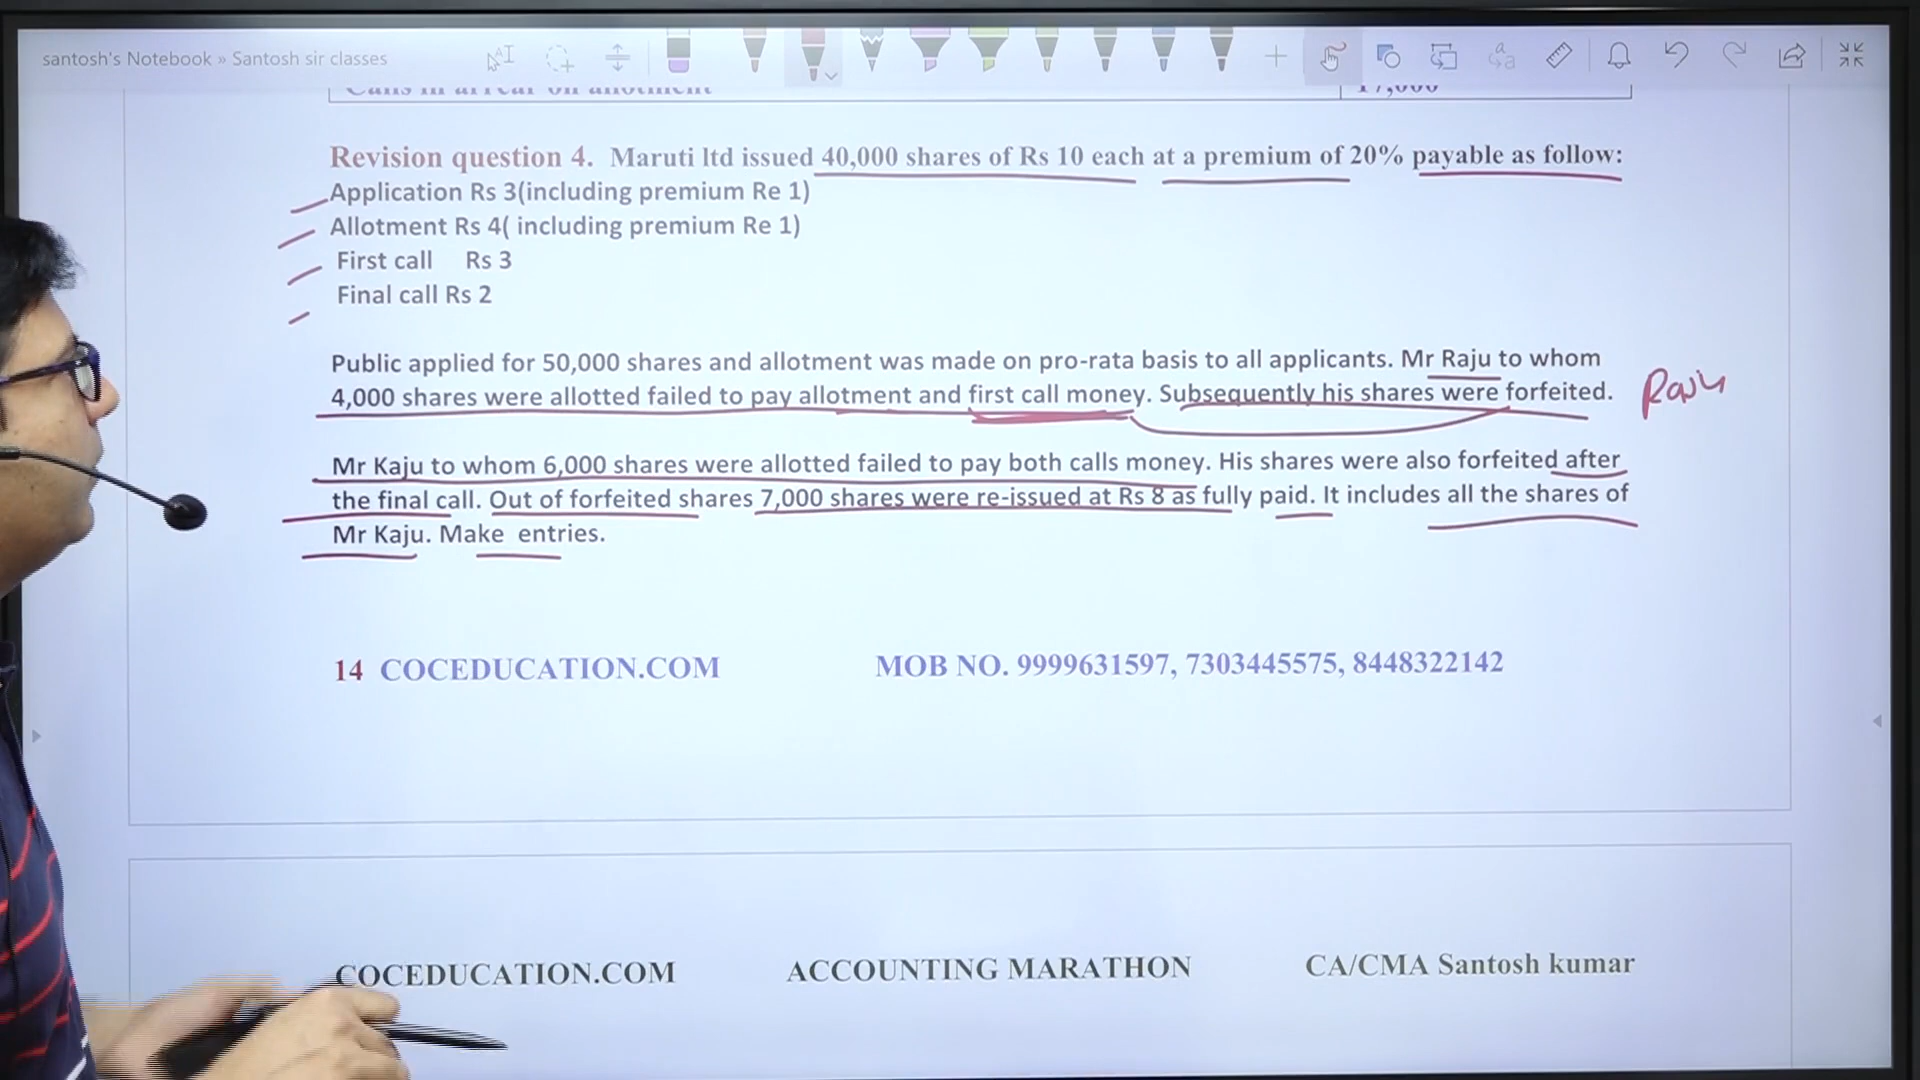 santosh's Notebook » Santosh sir classes
Calls in arrear on allotment 17,000
Revision question 4. Maruti ltd issued 40,000 shares of Rs 10 each at a premium of 20% payable as follow:
Application Rs 3(including premium Re 1)
Allotment Rs 4( including premium Re 1)
First call Rs 3
Final call Rs 2
Public applied for 50,000 shares and allotment was made on pro-rata basis to all applicants. Mr Raju to whom
4,000 shares were allotted failed to pay allotment and first call money. Subsequently his shares were forfeited.
Raju
Mr Kaju to whom 6,000 shares were allotted failed to pay both calls money. His shares were also forfeited after
the final call. Out of forfeited shares 7,000 shares were re-issued at Rs 8 as fully paid. It includes all the shares of
Mr Kaju. Make entries.
14 COCEDUCATION.COM MOB NO. 9999631597, 7303445575, 8448322142
COCEDUCATION.COM ACCOUNTING MARATHON CA/CMA Santosh kumar